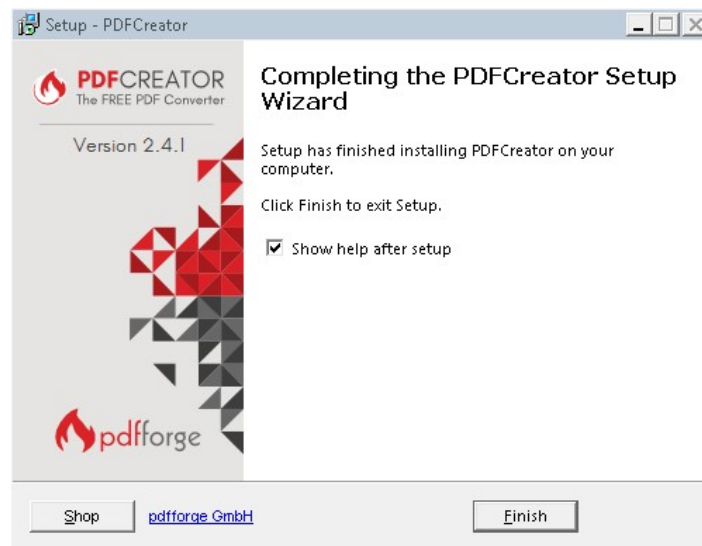 Setup - PDFCreator
PDFCREATOR
The FREE PDF Converter
Version 2.4.1
Completing the PDFCreator Setup
Wizard
Setup has finished installing PDFCreator on your
computer.
Click Finish to exit Setup.
Show help after setup
pdfforge
Shop
pdfforge GmbH
Finish